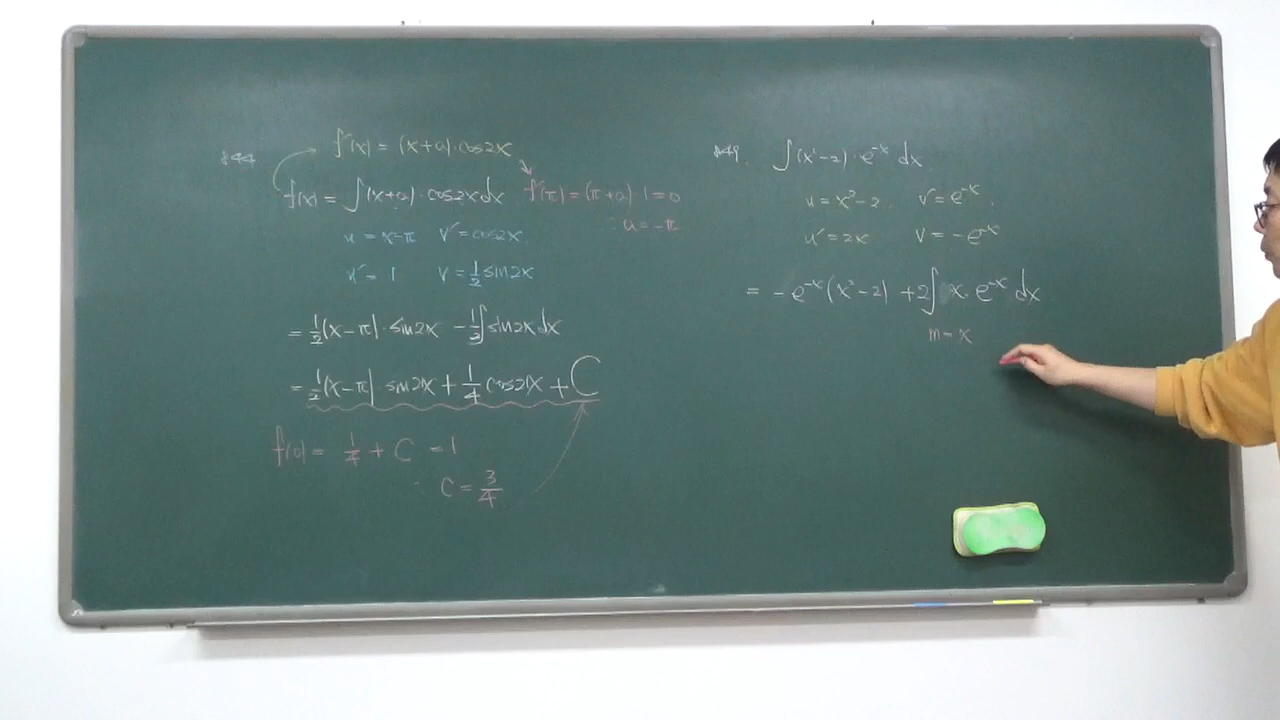 844 f'(x) = (x+a)·cos2x
f(x) = ∫(x+a)·cos2x dx f'(π) = (π+a)·1 = 0
∴ a = -π
u = x-π v' = cos2x
u' = 1 v = 1/2 sin2x
= 1/2(x-π)·sin2x - 1/2∫sin2x dx
= 1/2(x-π) sin2x + 1/4 cos2x + C
f(0) = 1/4 + C = 1
C = 3/4
849. ∫(x²-2)·e^-x dx
u = x²-2 v' = e^-x
u' = 2x v = -e^-x
= -e^-x(x²-2) + 2∫x·e^-x dx
m = x